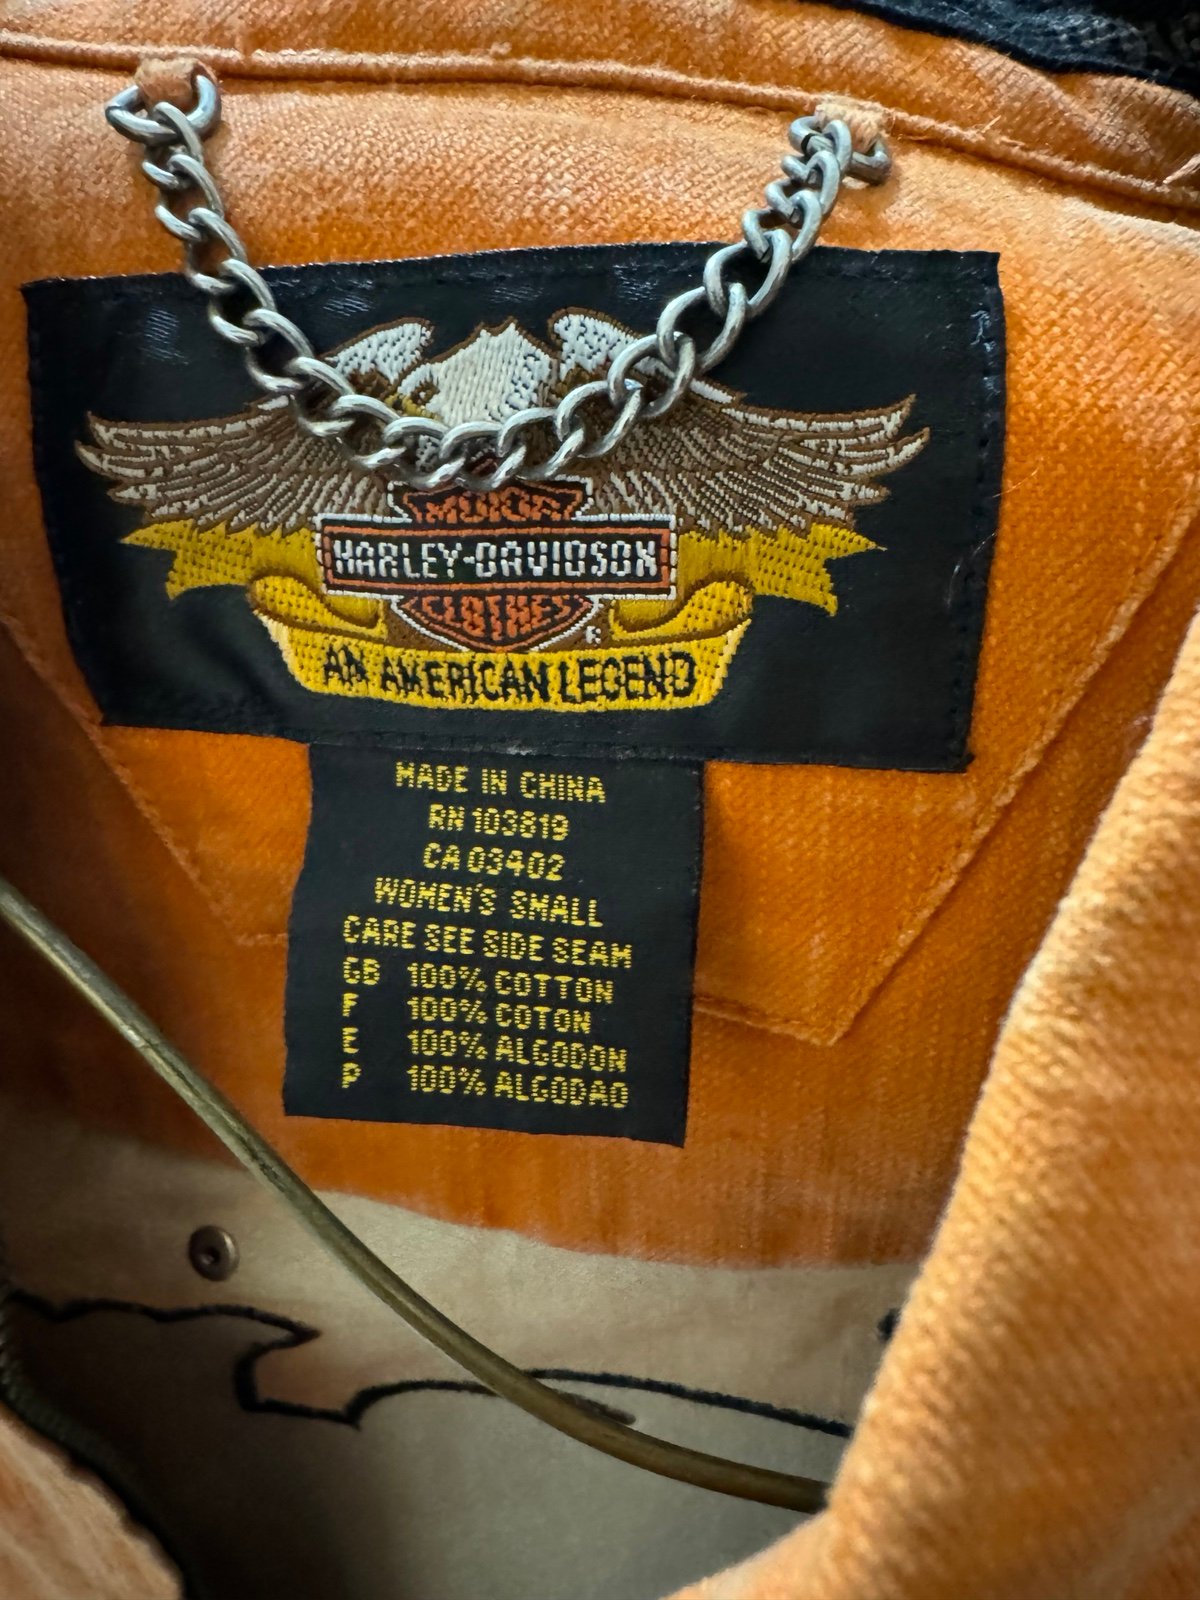 MOTOR
HARLEY-DAVIDSON
CLOTHES
®
AN AMERICAN LEGEND
MADE IN CHINA
RN 103819
CA 03402
WOMEN'S SMALL
CARE SEE SIDE SEAM
GB 100% COTTON
F 100% COTON
E 100% ALGODON
P 100% ALGODAO